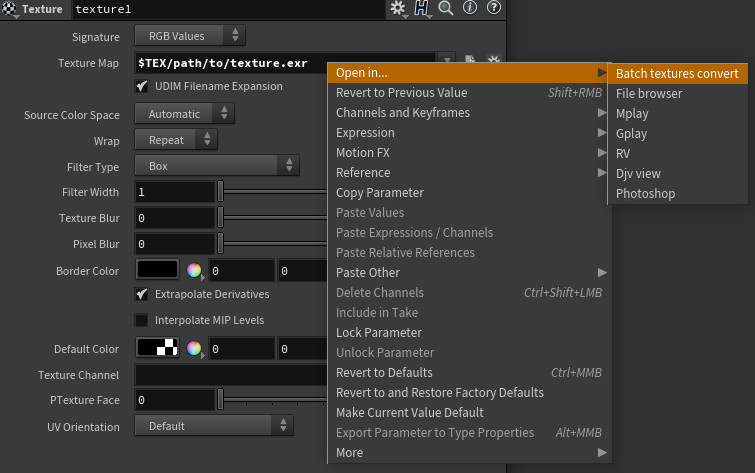 Texture texture1
Signature RGB Values
Texture Map $TEX/path/to/texture.exr
UDIM Filename Expansion
Source Color Space Automatic
Wrap Repeat
Filter Type Box
Filter Width 1
Texture Blur 0
Pixel Blur 0
Border Color 0 0
Extrapolate Derivatives
Interpolate MIP Levels
Default Color 0 0
Texture Channel
PTexture Face 0
UV Orientation Default
Open in...
Revert to Previous Value Shift+RMB
Channels and Keyframes
Expression
Motion FX
Reference
Copy Parameter
Paste Values
Paste Expressions / Channels
Paste Relative References
Paste Other
Delete Channels Ctrl+Shift+LMB
Include in Take
Lock Parameter
Unlock Parameter
Revert to Defaults Ctrl+MMB
Revert to and Restore Factory Defaults
Make Current Value Default
Export Parameter to Type Properties Alt+MMB
More
Batch textures convert
File browser
Mplay
Gplay
RV
Djv view
Photoshop